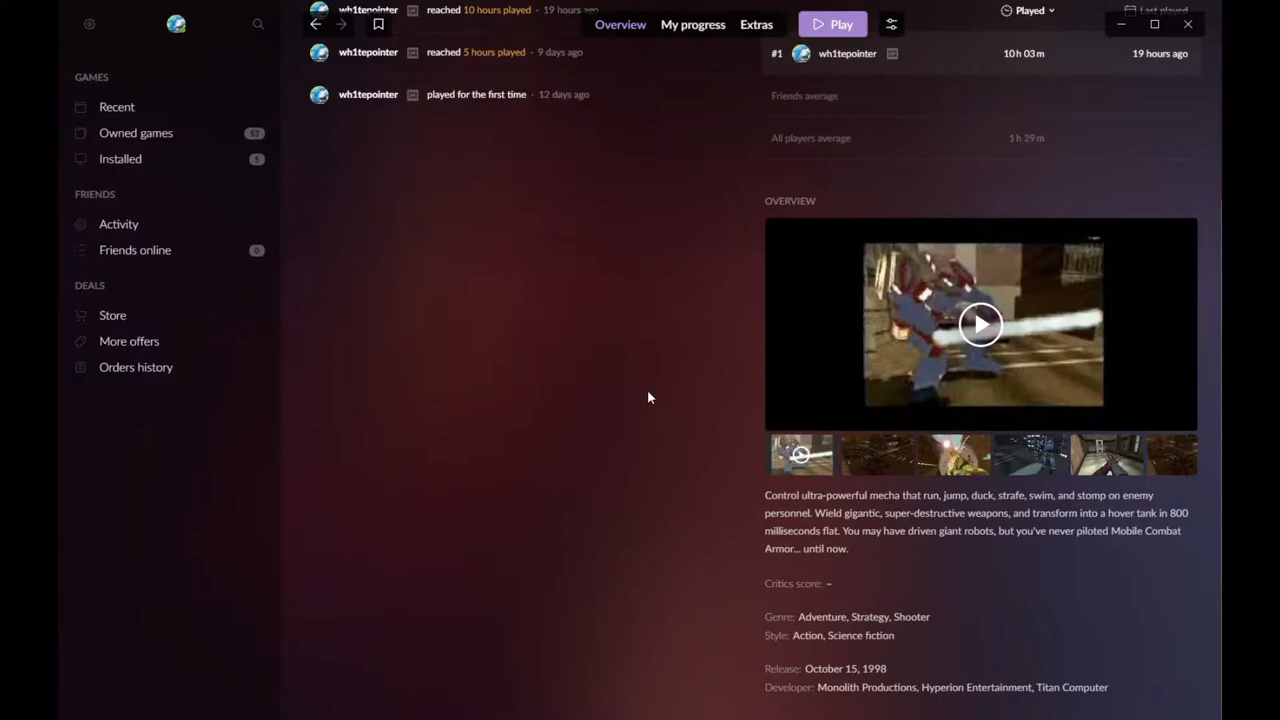 wh1tepointer reached 10 hours played · 19 hours ago
Overview
My progress
Extras
Play
Played
Last played
GAMES
Recent
Owned games 53
Installed 5
FRIENDS
Activity
Friends online 0
DEALS
Store
More offers
Orders history
wh1tepointer reached 5 hours played · 9 days ago
wh1tepointer played for the first time · 12 days ago
#1 wh1tepointer 10 h 03 m 19 hours ago
Friends average
All players average 1 h 29 m
OVERVIEW
Control ultra-powerful mecha that run, jump, duck, strafe, swim, and stomp on enemy
personnel. Wield gigantic, super-destructive weapons, and transform into a hover tank in 800
milliseconds flat. You may have driven giant robots, but you've never piloted Mobile Combat
Armor... until now.
Critics score: -
Genre: Adventure, Strategy, Shooter
Style: Action, Science fiction
Release: October 15, 1998
Developer: Monolith Productions, Hyperion Entertainment, Titan Computer